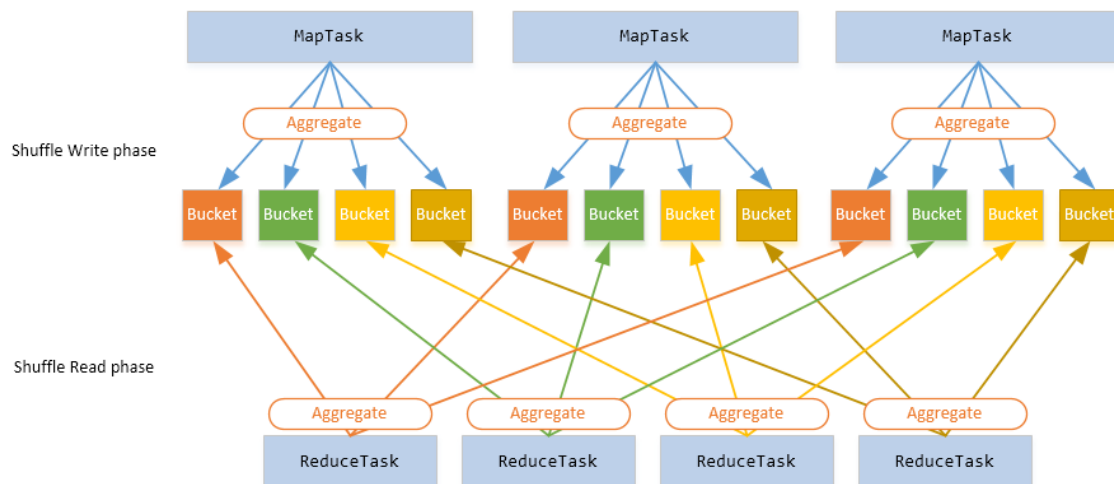 MapTask MapTask MapTask
Aggregate Aggregate Aggregate
Shuffle Write phase
Bucket Bucket Bucket Bucket Bucket Bucket Bucket Bucket Bucket Bucket Bucket Bucket
Shuffle Read phase
Aggregate Aggregate Aggregate Aggregate
ReduceTask ReduceTask ReduceTask ReduceTask